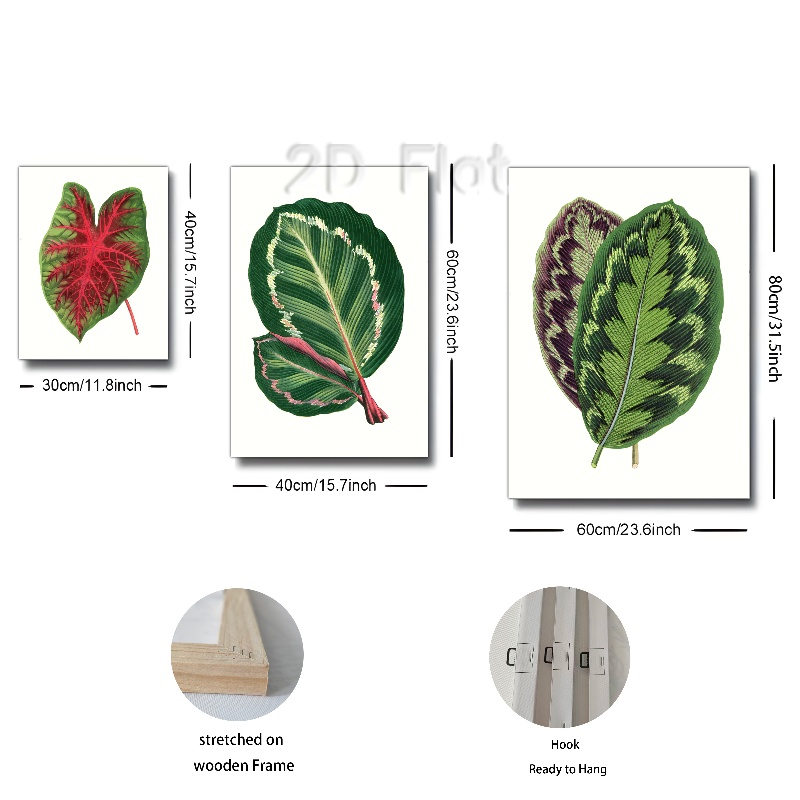 2D Flat
40cm/15.7inch
60cm/23.6inch
80cm/31.5inch
30cm/11.8inch
40cm/15.7inch
60cm/23.6inch
stretched on
wooden Frame
Hook
Ready to Hang